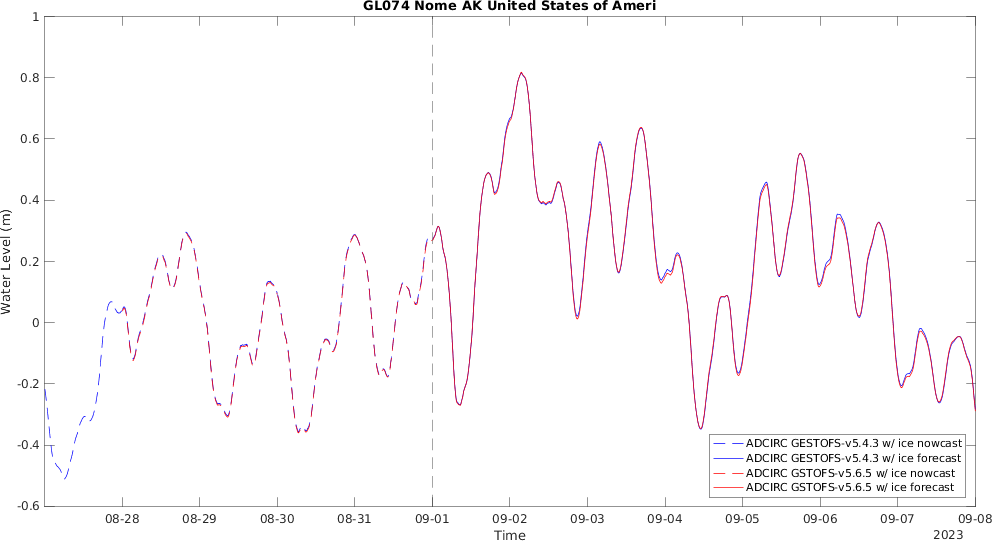 GL074 Nome AK United States of Ameri
Water Level (m)
1
0.8
0.6
0.4
0.2
0
-0.2
-0.4
-0.6
ADCIRC GESTOFS-v5.4.3 w/ ice nowcast
ADCIRC GESTOFS-v5.4.3 w/ ice forecast
ADCIRC GSTOFS-v5.6.5 w/ ice nowcast
ADCIRC GSTOFS-v5.6.5 w/ ice forecast
08-28 08-29 08-30 08-31 09-01 09-02 09-03 09-04 09-05 09-06 09-07 09-08
Time
2023